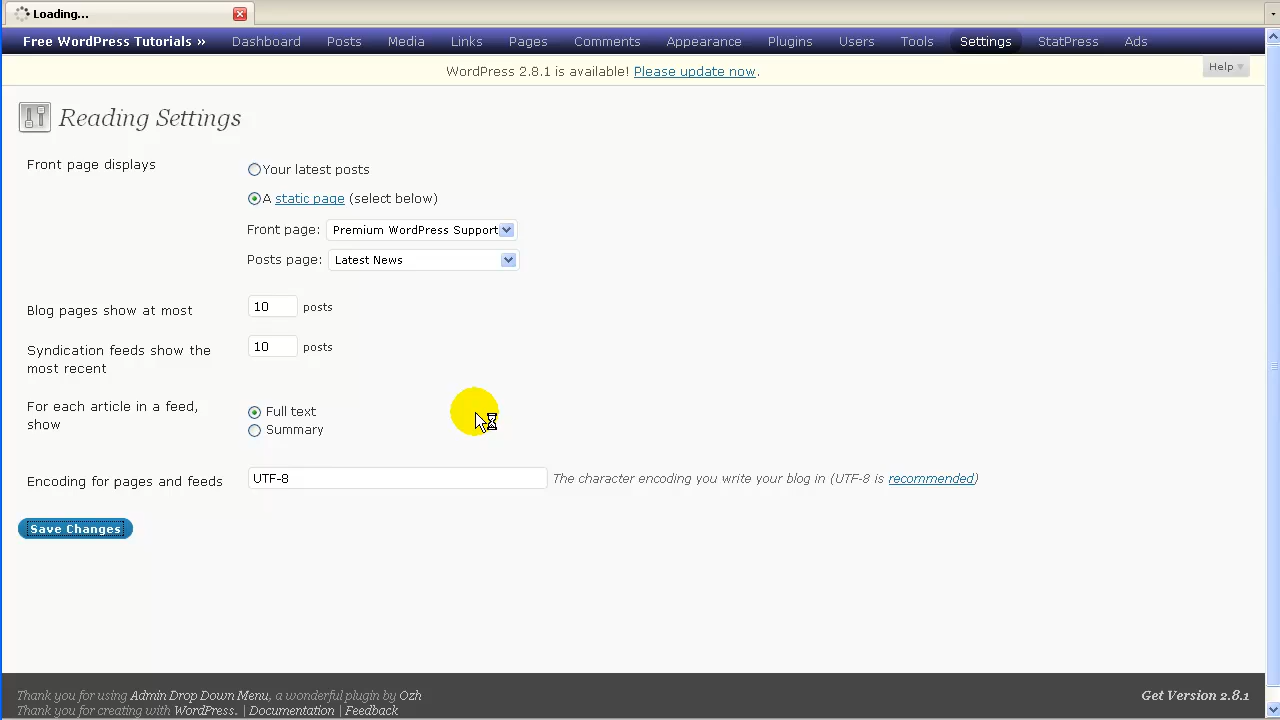 Loading...
Free WordPress Tutorials » Dashboard Posts Media Links Pages Comments Appearance Plugins Users Tools Settings StatPress Ads
WordPress 2.8.1 is available! Please update now.
Help
Reading Settings
Front page displays
Your latest posts
A static page (select below)
Front page: Premium WordPress Support
Posts page: Latest News
Blog pages show at most 10 posts
Syndication feeds show the most recent 10 posts
For each article in a feed, show
Full text
Summary
Encoding for pages and feeds UTF-8 The character encoding you write your blog in (UTF-8 is recommended)
Save Changes
Thank you for using Admin Drop Down Menu, a wonderful plugin by Ozh
Thank you for creating with WordPress. | Documentation | Feedback
Get Version 2.8.1